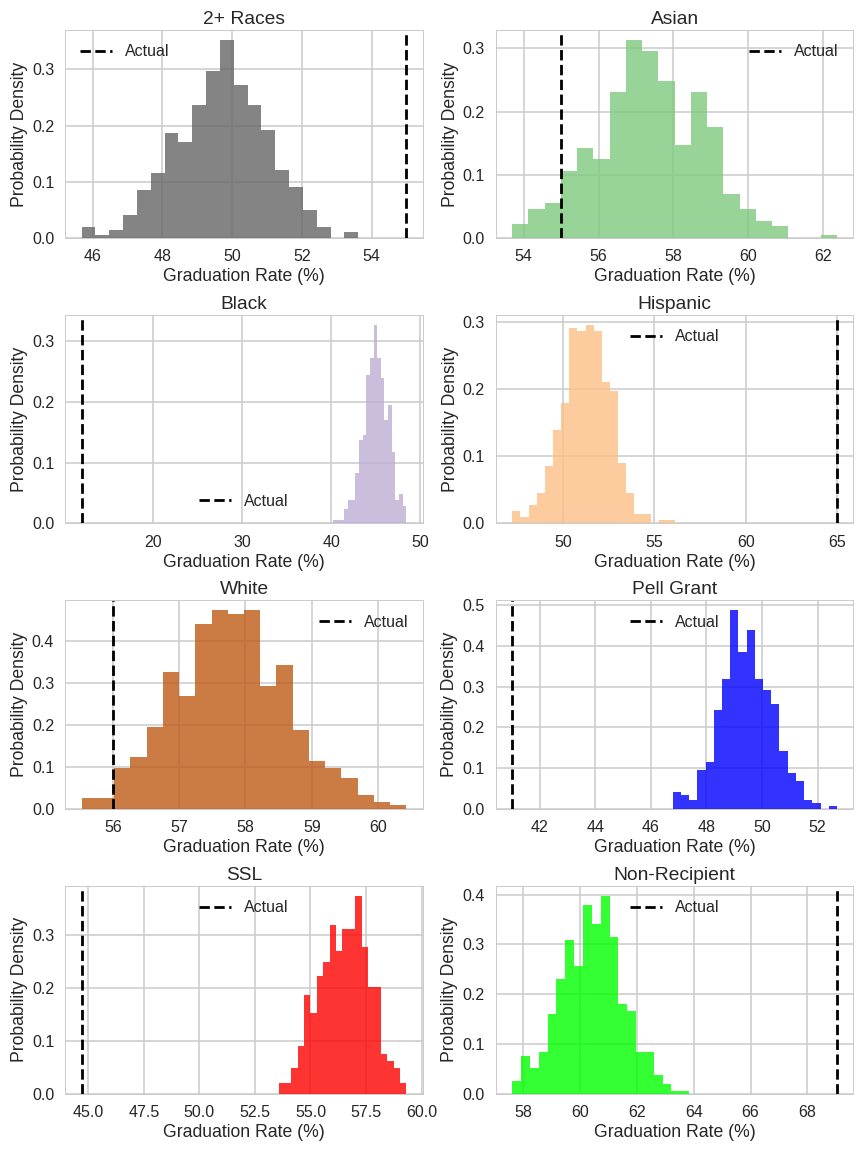 2+ Races
Probability Density
0.3
0.2
0.1
0.0
Actual
46 48 50 52 54
Graduation Rate (%)
Asian
Probability Density
0.3
0.2
0.1
0.0
Actual
54 56 58 60 62
Graduation Rate (%)
Black
Probability Density
0.3
0.2
0.1
0.0
Actual
20 30 40 50
Graduation Rate (%)
Hispanic
Probability Density
0.3
0.2
0.1
0.0
Actual
50 55 60 65
Graduation Rate (%)
White
Probability Density
0.4
0.3
0.2
0.1
0.0
Actual
56 57 58 59 60
Graduation Rate (%)
Pell Grant
Probability Density
0.5
0.4
0.3
0.2
0.1
0.0
Actual
42 44 46 48 50 52
Graduation Rate (%)
SSL
Probability Density
0.3
0.2
0.1
0.0
Actual
45.0 47.5 50.0 52.5 55.0 57.5 60.0
Graduation Rate (%)
Non-Recipient
Probability Density
0.4
0.3
0.2
0.1
0.0
Actual
58 60 62 64 66 68
Graduation Rate (%)